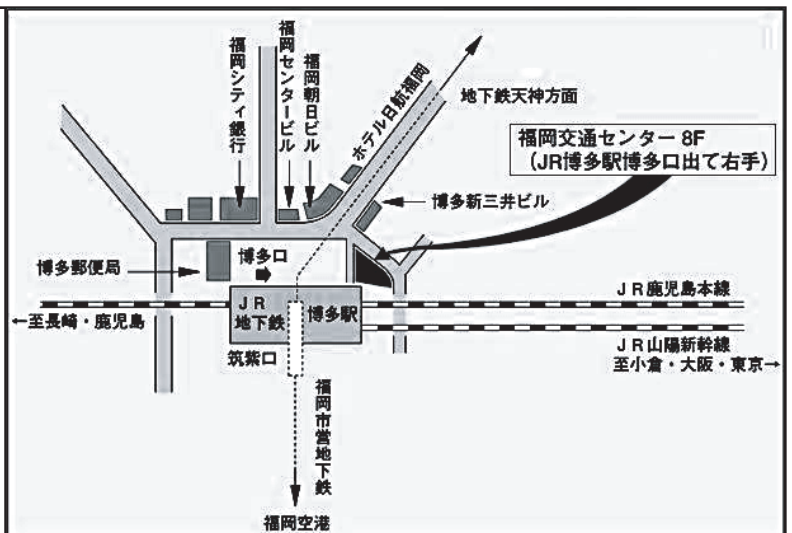 福岡シティ銀行
福岡センタービル
福岡朝日ビル
ホテル日航福岡
地下鉄天神方面
福岡交通センター 8F
（JR博多駅博多口出て右手）
博多新三井ビル
博多郵便局
博多口
JR鹿児島本線
JR
地下鉄
博多駅
←至長崎・鹿児島
JR山陽新幹線
至小倉・大阪・東京→
筑紫口
福岡市営地下鉄
福岡空港